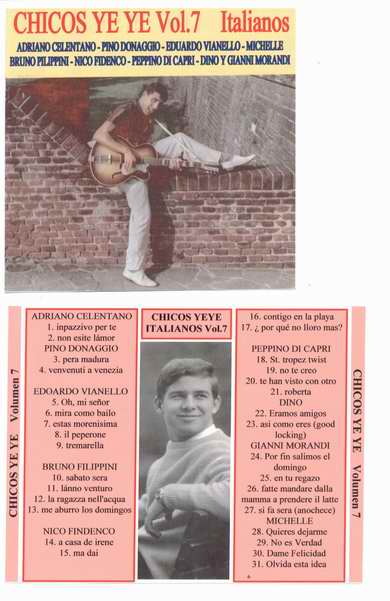 CHICOS YE YE Vol.7 Italianos
ADRIANO CELENTANO - PINO DONAGGIO - EDUARDO VIANELLO - MICHELLE
BRUNO PILIPPINI - NICO FIDENCO - PEPPINO DI CAPRI - DINO Y GIANNI MORANDI
CHICOS YE YE Volumen 7
ADRIANO CELENTANO
1. inpazzivo per te
2. non esite lámor
PINO DONAGGIO
3. pera madura
4. venvenuti a venezia
EDOARDO VIANELLO
5. Oh, mi señor
6. mira como bailo
7. estas morenisima
8. il peperone
9. tremarella
BRUNO FILIPPINI
10. sabato sera
11. lánno venturo
12. la ragazza nell'acqua
13. me aburro los domingos
NICO FINDENCO
14. a casa de irene
15. ma dai
CHICOS YEYE
ITALIANOS Vol.7
16. contigo en la playa
17. ¿ por qué no lloro mas?
PEPPINO DI CAPRI
18. St. tropez twist
19. no te creo
20. te han visto con otro
21. roberta
DINO
22. Eramos amigos
23. asi como eres (good
locking)
GIANNI MORANDI
24. Por fin salimos el
domingo
25. en tu regazo
26. fatte mandare dalla
mamma a prendere il latte
27. si fa sera (anochece)
MICHELLE
28. Quieres dejarme
29. No es Verdad
30. Dame Felicidad
31. Olvida esta idea
CHICOS YE YE Volumen 7